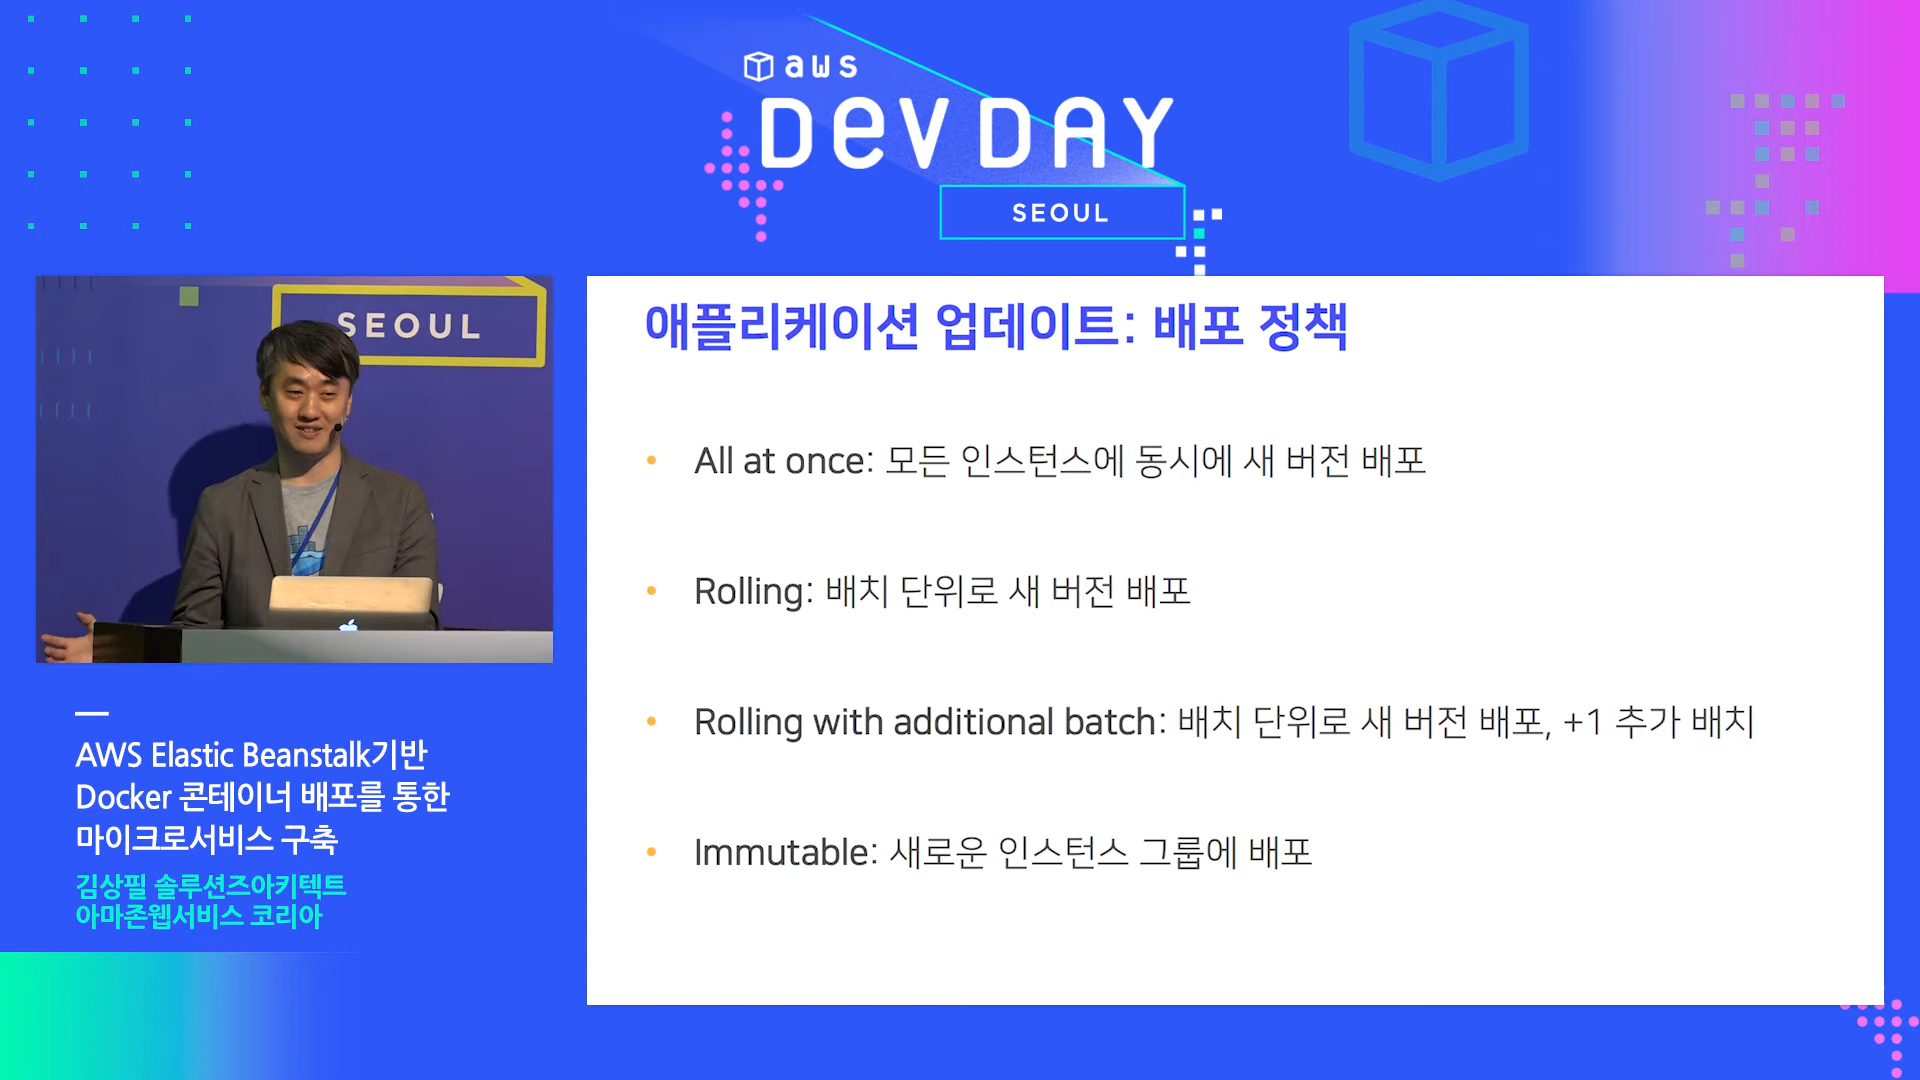 aws
DEV DAY
SEOUL
SEOUL
애플리케이션 업데이트: 배포 정책
• All at once: 모든 인스턴스에 동시에 새 버전 배포
• Rolling: 배치 단위로 새 버전 배포
• Rolling with additional batch: 배치 단위로 새 버전 배포, +1 추가 배치
• Immutable: 새로운 인스턴스 그룹에 배포
AWS Elastic Beanstalk기반
Docker 콘테이너 배포를 통한
마이크로서비스 구축
김상필 솔루션즈아키텍트
아마존웹서비스 코리아